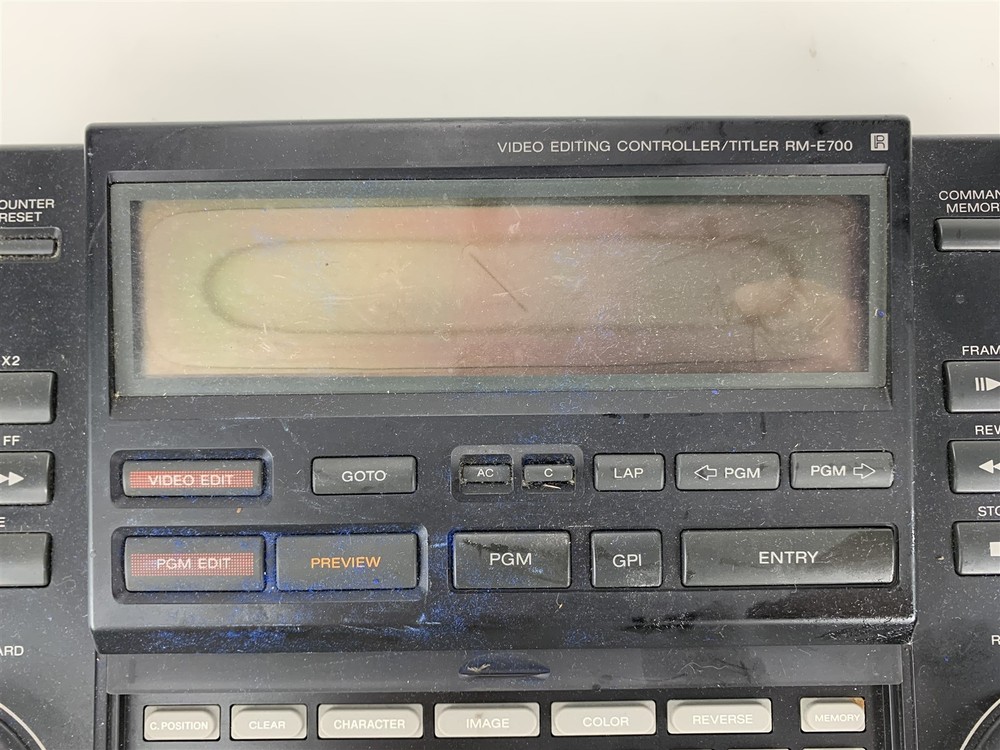 VIDEO EDITING CONTROLLER/TITLER RM-E700
R
OUNTER
RESET
COMMAN
MEMOR
X2
FRAM
FF
REV
VIDEO EDIT
GOTO
AC
C
LAP
PGM
PGM
E
STO
PGM EDIT
PREVIEW
PGM
GPI
ENTRY
ARD
R
C. POSITION
CLEAR
CHARACTER
IMAGE
COLOR
REVERSE
MEMORY